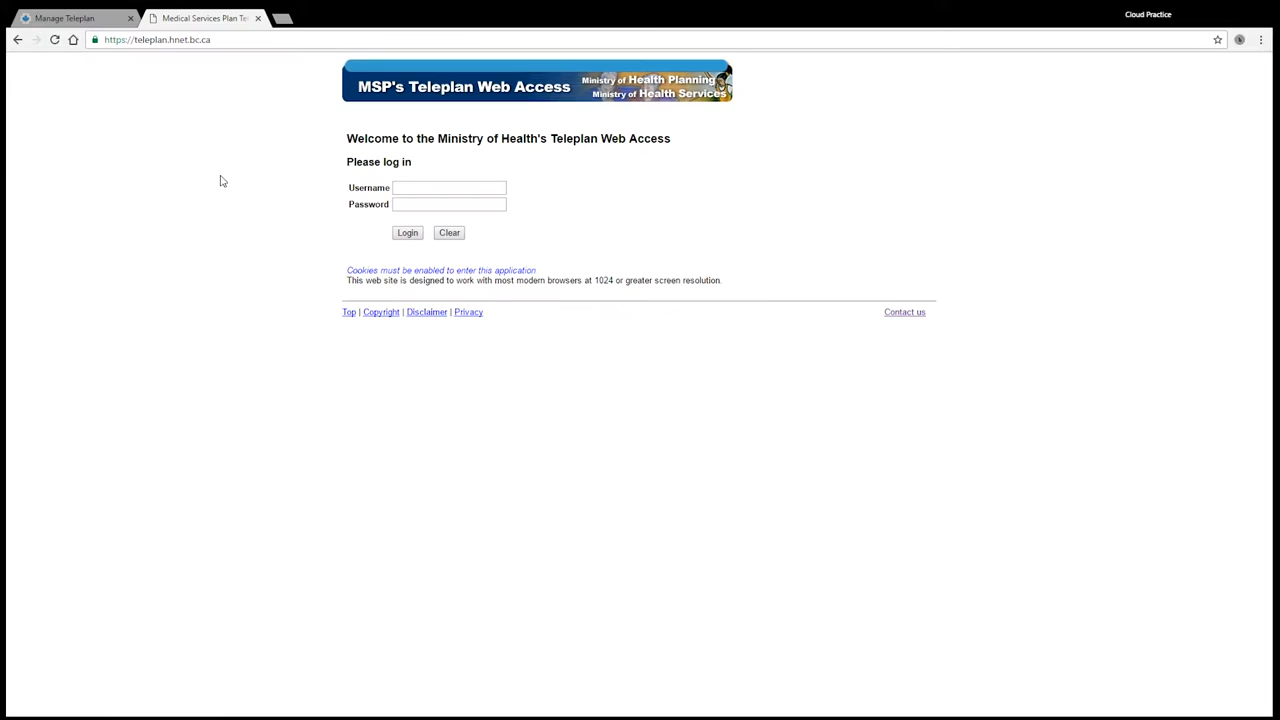 Manage Teleplan
Medical Services Plan Te
Cloud Practice
https://teleplan.hnet.bc.ca
MSP's Teleplan Web Access
Ministry of Health Planning
Ministry of Health Services
Welcome to the Ministry of Health's Teleplan Web Access
Please log in
Username
Password
Login Clear
Cookies must be enabled to enter this application
This web site is designed to work with most modern browsers at 1024 or greater screen resolution.
Top | Copyright | Disclaimer | Privacy
Contact us